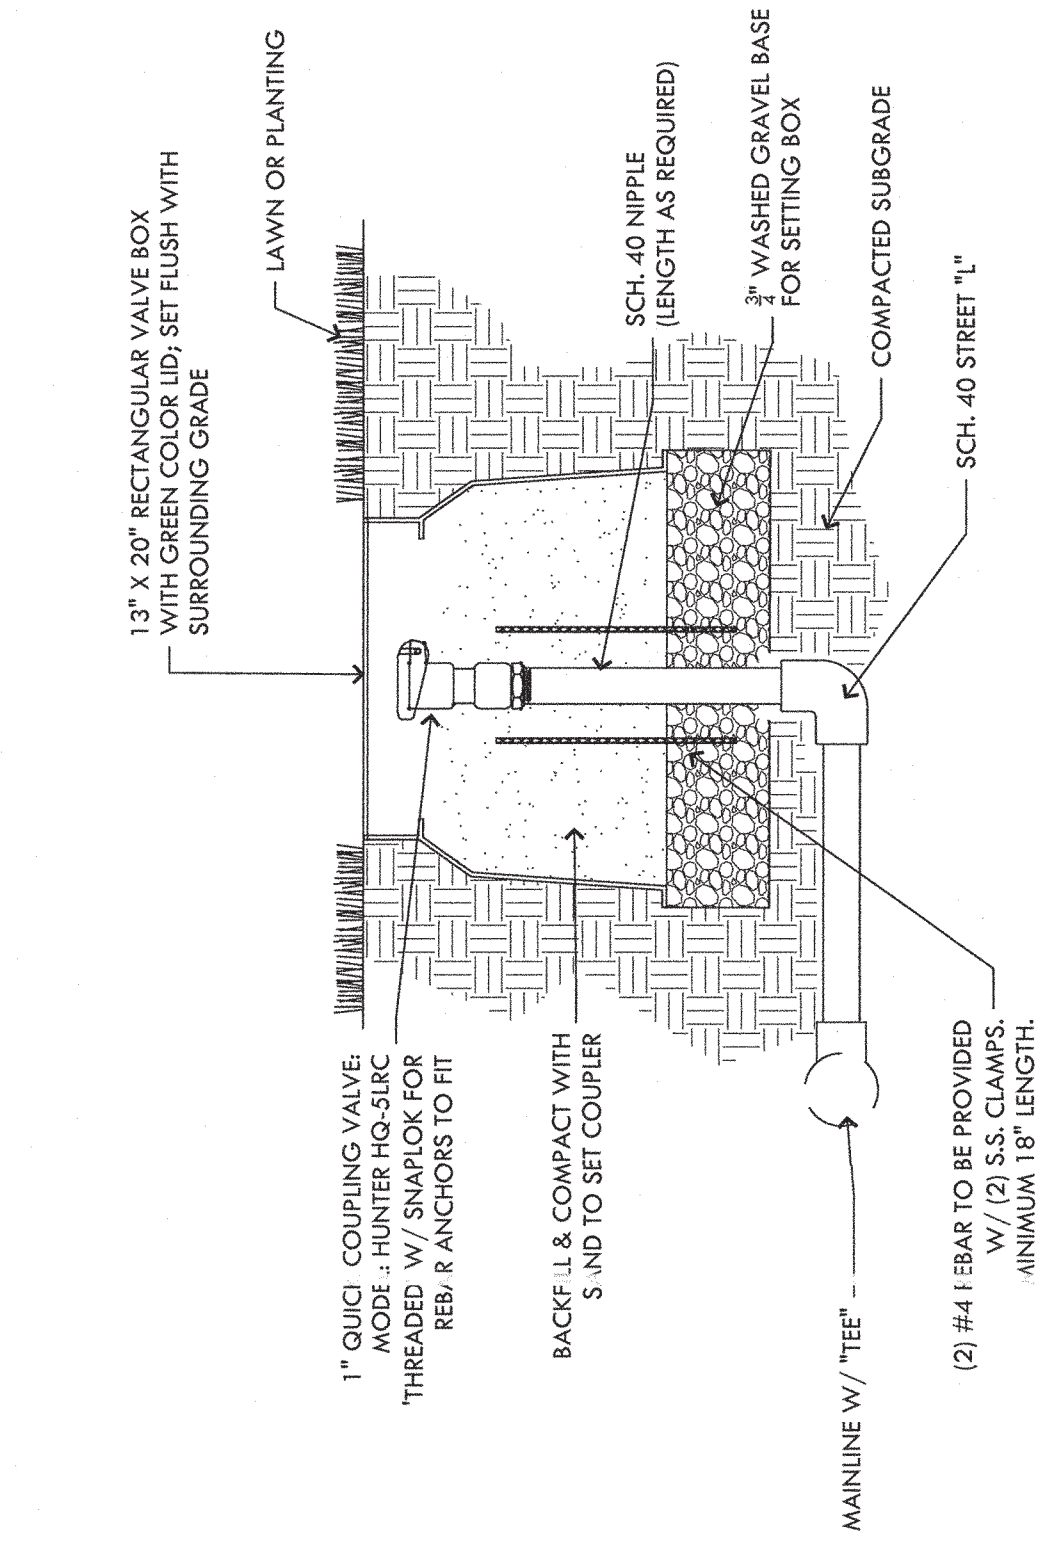 13" X 20" RECTANGULAR VALVE BOX
WITH GREEN COLOR LID; SET FLUSH WITH
SURROUNDING GRADE
LAWN OR PLANTING
1" QUICK COUPLING VALVE:
MODEL: HUNTER HQ-5LRC
'THREADED W/ SNAPLOK FOR
REBAR ANCHORS TO FIT
BACKFILL & COMPACT WITH
SAND TO SET COUPLER
SCH. 40 NIPPLE
(LENGTH AS REQUIRED)
3/4" WASHED GRAVEL BASE
FOR SETTING BOX
COMPACTED SUBGRADE
SCH. 40 STREET "L"
MAINLINE W/ "TEE"
(2) #4 REBAR TO BE PROVIDED
W/ (2) S.S. CLAMPS.
MINIMUM 18" LENGTH.